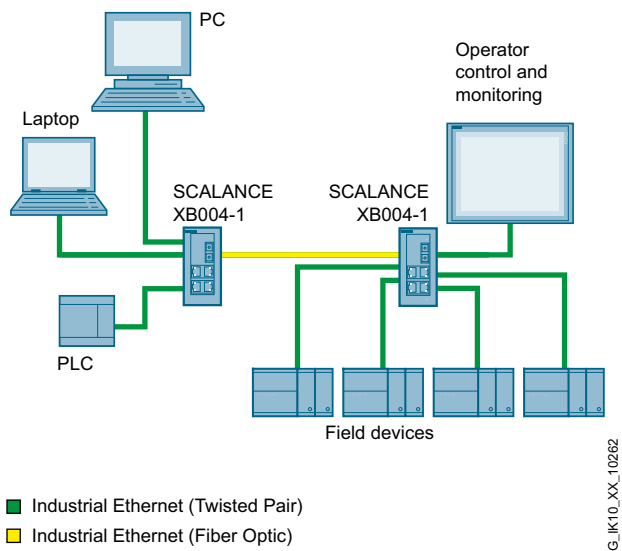 PC
Operator
control and
monitoring
Laptop
SCALANCE
XB004-1
SCALANCE
XB004-1
PLC
Field devices
G_IK10_XX_10262
Industrial Ethernet (Twisted Pair)
Industrial Ethernet (Fiber Optic)